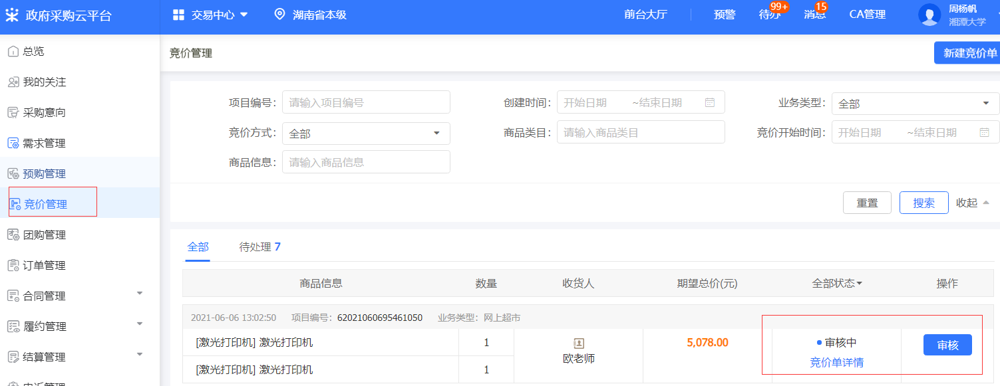 政府采购云平台 交易中心 湖南省本级 前台大厅 预警 待办 99+ 消息 15 CA管理 周杨帆
湘潭大学
总览
我的关注
采购意向
需求管理
预购管理
竞价管理
团购管理
订单管理
合同管理
履约管理
结算管理
竞价管理 新建竞价单
项目编号: 请输入项目编号 创建时间: 开始日期 ~结束日期 业务类型: 全部
竞价方式: 全部 商品类目: 请输入商品类目 竞价开始时间: 开始日期 ~结束日期
商品信息: 请输入商品信息
重置 搜索 收起
全部 待处理 7
商品信息 数量 收货人 期望总价(元) 全部状态 操作
2021-06-06 13:02:50 项目编号: 62021060695461050 业务类型: 网上超市
[激光打印机] 激光打印机 1 欧老师 5,078.00 审核中 审核
竞价单详情
[激光打印机] 激光打印机 1